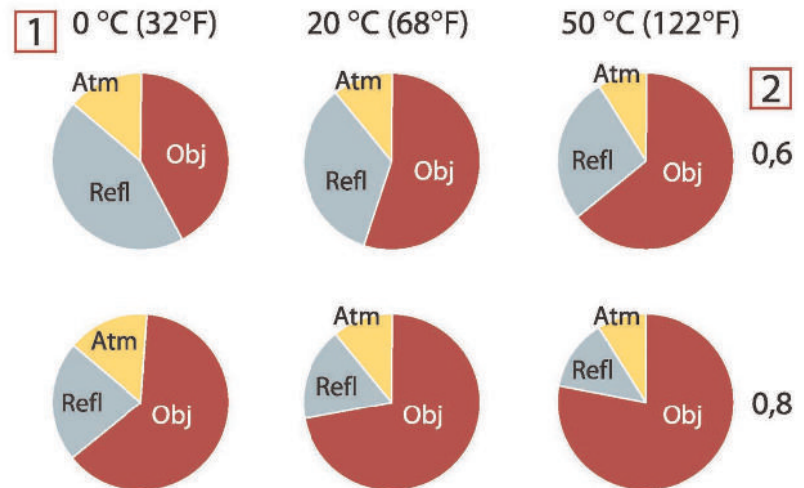 1 0 °C (32°F) 20 °C (68°F) 50 °C (122°F)
2
Atm Obj Refl
Atm Obj Refl
Atm Obj Refl
0,6
Atm Refl Obj
Atm Refl Obj
Atm Refl Obj
0,8